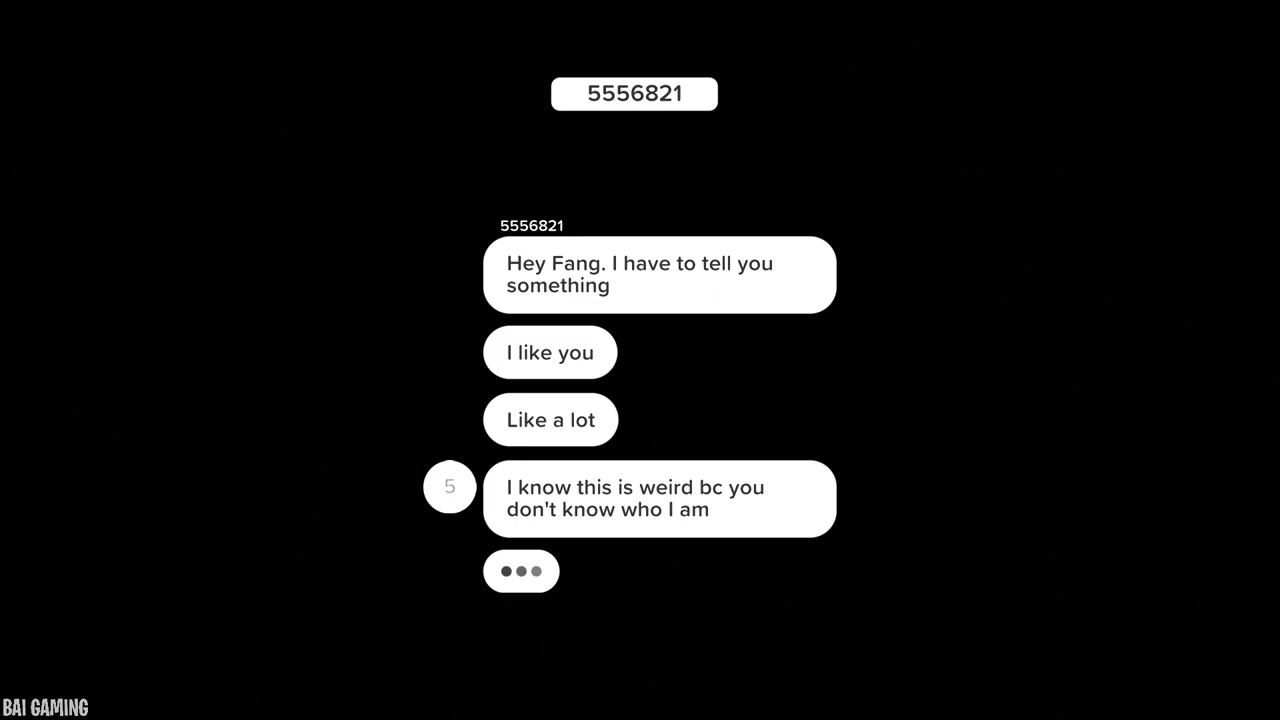 5556821
5556821
Hey Fang. I have to tell you
something
I like you
Like a lot
5
I know this is weird bc you
don't know who I am
BAI GAMING